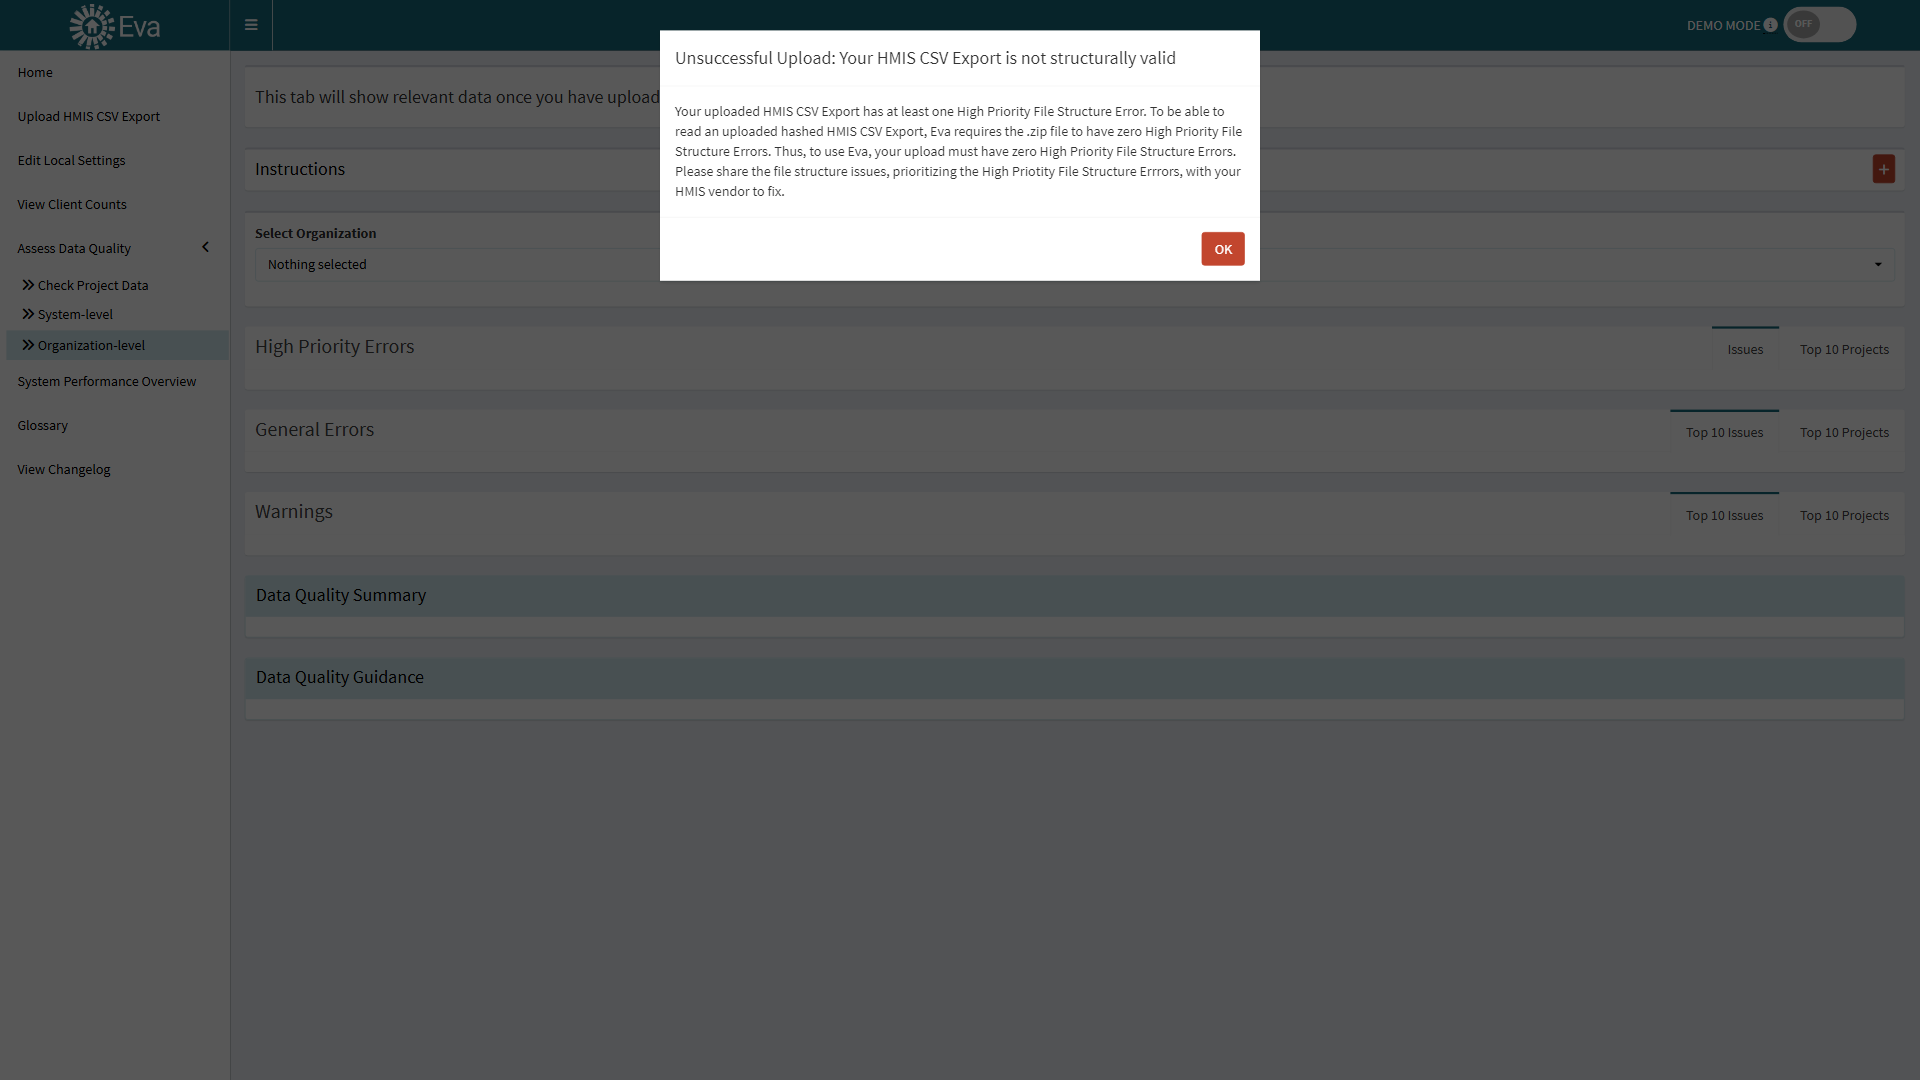 Eva
DEMO MODE
OFF
Home
Upload HMIS CSV Export
Edit Local Settings
View Client Counts
Assess Data Quality
Check Project Data
System-level
Organization-level
System Performance Overview
Glossary
View Changelog
Unsuccessful Upload: Your HMIS CSV Export is not structurally valid
Your uploaded HMIS CSV Export has at least one High Priority File Structure Error. To be able to
read an uploaded hashed HMIS CSV Export, Eva requires the .zip file to have zero High Priority File
Structure Errors. Thus, to use Eva, your upload must have zero High Priority File Structure Errors.
Please share the file structure issues, prioritizing the High Priotity File Structure Errrors, with your
HMIS vendor to fix.
OK
This tab will show relevant data once you have upload
Instructions
Select Organization
Nothing selected
High Priority Errors
Issues
Top 10 Projects
General Errors
Top 10 Issues
Top 10 Projects
Warnings
Top 10 Issues
Top 10 Projects
Data Quality Summary
Data Quality Guidance